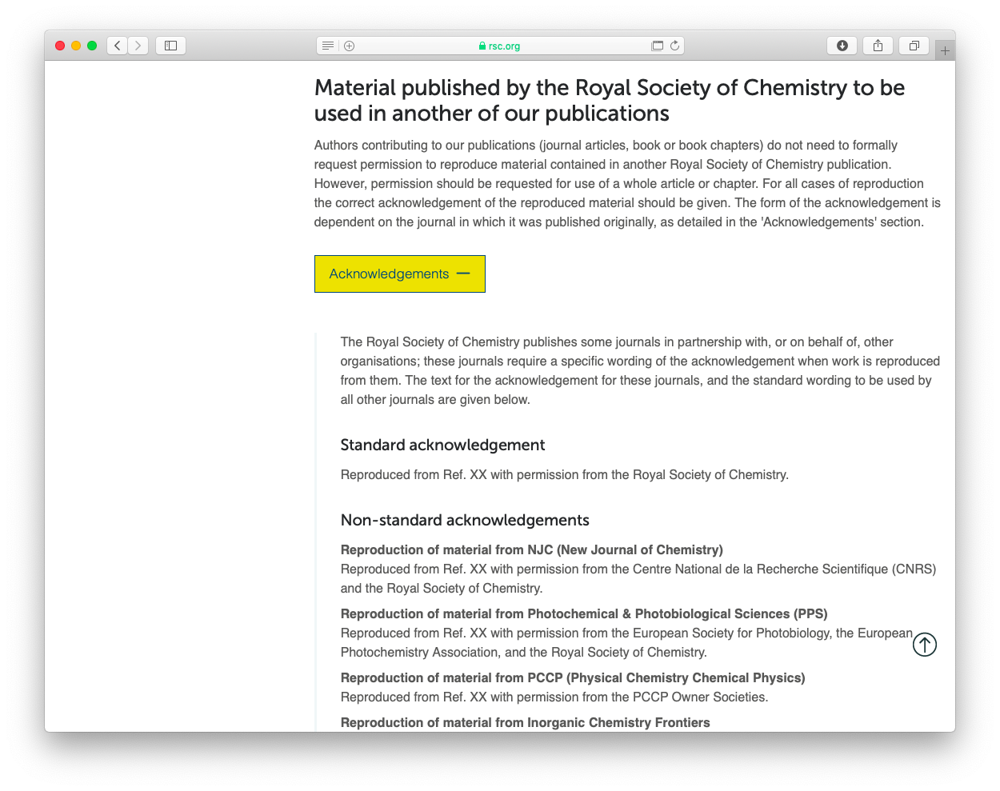 rsc.org
Material published by the Royal Society of Chemistry to be
used in another of our publications
Authors contributing to our publications (journal articles, book or book chapters) do not need to formally
request permission to reproduce material contained in another Royal Society of Chemistry publication.
However, permission should be requested for use of a whole article or chapter. For all cases of reproduction
the correct acknowledgement of the reproduced material should be given. The form of the acknowledgement is
dependent on the journal in which it was published originally, as detailed in the 'Acknowledgements' section.
Acknowledgements —
The Royal Society of Chemistry publishes some journals in partnership with, or on behalf of, other
organisations; these journals require a specific wording of the acknowledgement when work is reproduced
from them. The text for the acknowledgement for these journals, and the standard wording to be used by
all other journals are given below.
Standard acknowledgement
Reproduced from Ref. XX with permission from the Royal Society of Chemistry.
Non-standard acknowledgements
Reproduction of material from NJC (New Journal of Chemistry)
Reproduced from Ref. XX with permission from the Centre National de la Recherche Scientifique (CNRS)
and the Royal Society of Chemistry.
Reproduction of material from Photochemical & Photobiological Sciences (PPS)
Reproduced from Ref. XX with permission from the European Society for Photobiology, the European
Photochemistry Association, and the Royal Society of Chemistry.
Reproduction of material from PCCP (Physical Chemistry Chemical Physics)
Reproduced from Ref. XX with permission from the PCCP Owner Societies.
Reproduction of material from Inorganic Chemistry Frontiers